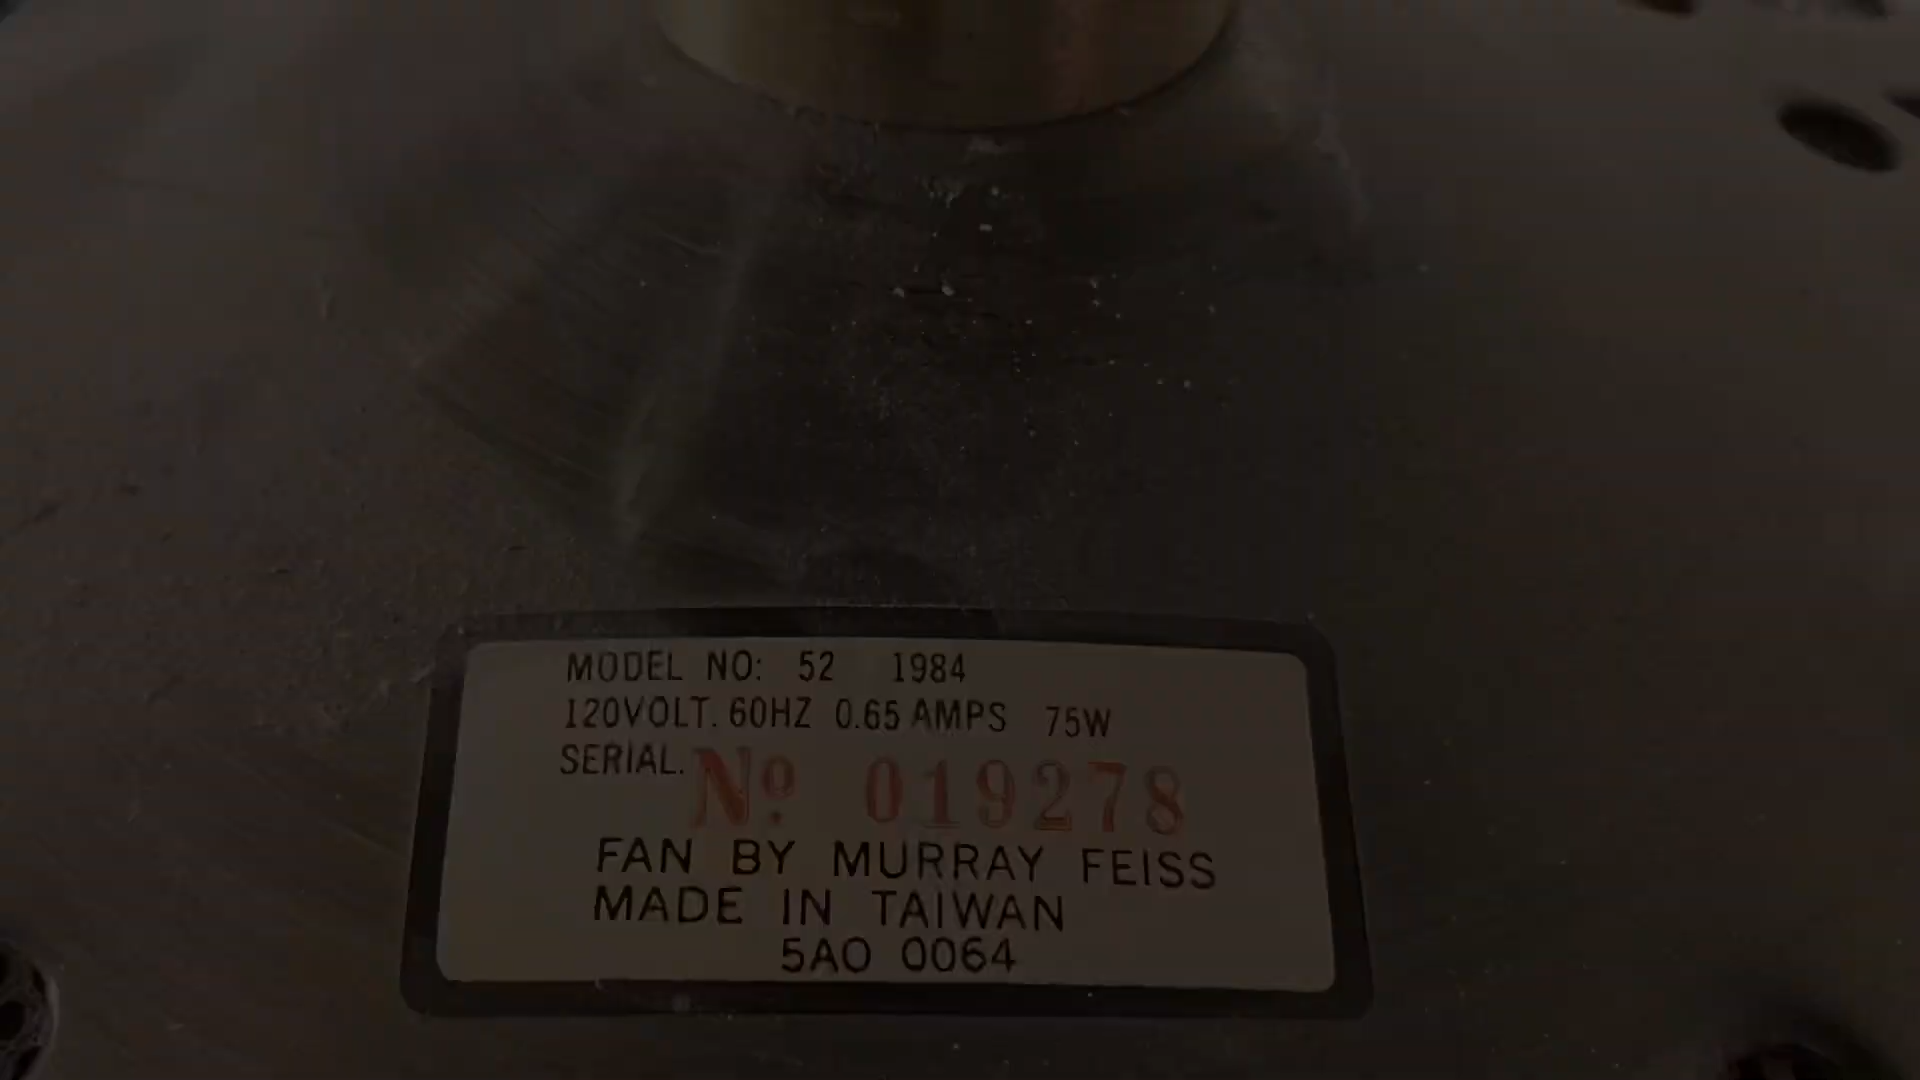 MODEL NO: 52 1984
120VOLT. 60HZ 0.65 AMPS 75W
SERIAL. Nº 019278
FAN BY MURRAY FEISS
MADE IN TAIWAN
5AO 0064